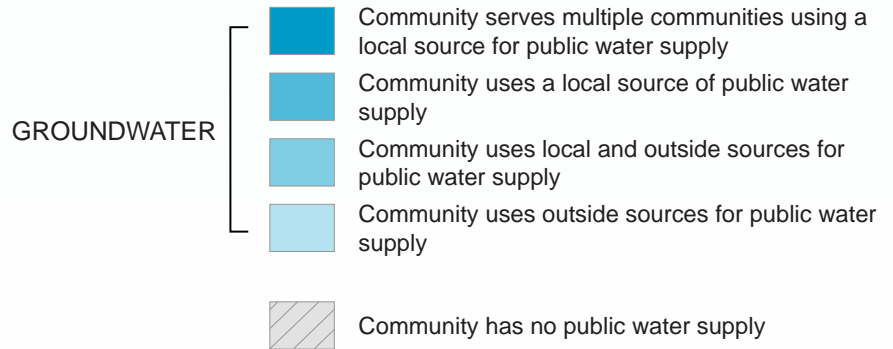 Community serves multiple communities using a
local source for public water supply
Community uses a local source of public water
supply
GROUNDWATER
Community uses local and outside sources for
public water supply
Community uses outside sources for public water
supply
Community has no public water supply